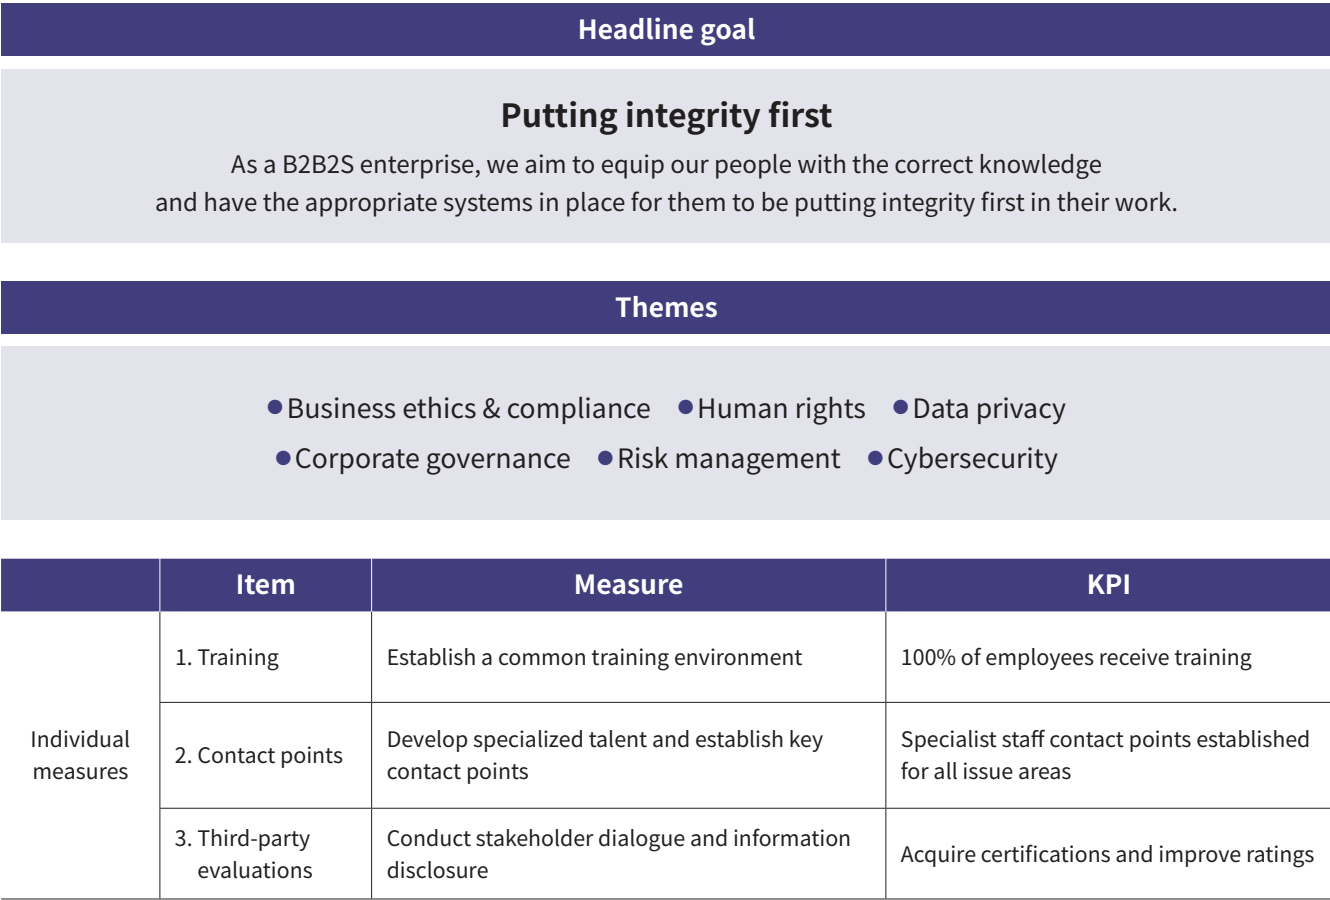 Headline goal
Putting integrity first
As a B2B2S enterprise, we aim to equip our people with the correct knowledge
and have the appropriate systems in place for them to be putting integrity first in their work.
Themes
●Business ethics & compliance ●Human rights ●Data privacy
●Corporate governance ●Risk management ●Cybersecurity
Item Measure KPI
Individual
measures
1. Training
Establish a common training environment
100% of employees receive training
2. Contact points
Develop specialized talent and establish key
contact points
Specialist staff contact points established
for all issue areas
3. Third-party
evaluations
Conduct stakeholder dialogue and information
disclosure
Acquire certifications and improve ratings